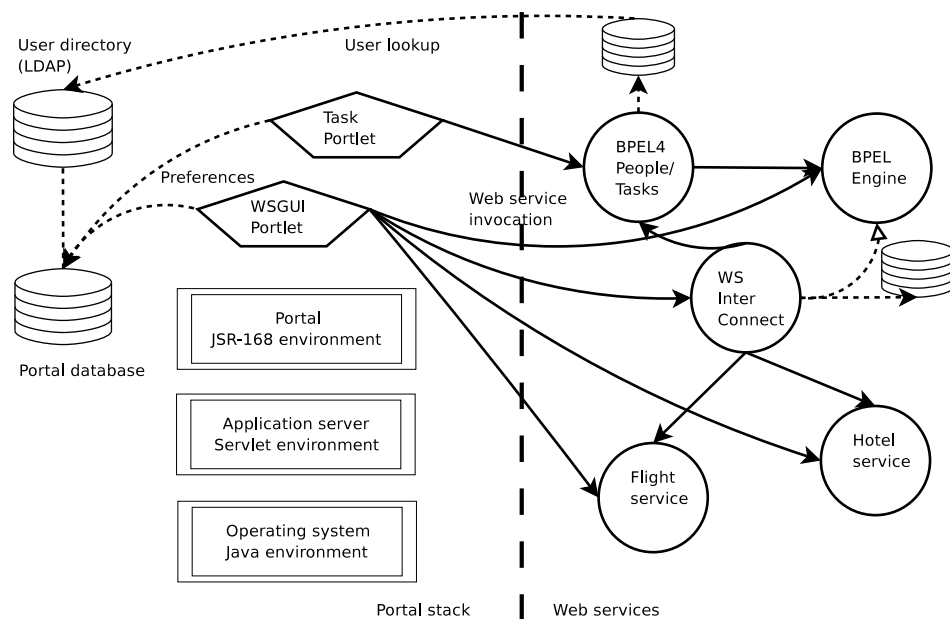 User directory
(LDAP)
User lookup
Task
Portlet
BPEL4
People/
Tasks
BPEL
Engine
Preferences
WSGUI
Portlet
Web service
invocation
WS
Inter
Connect
Portal
JSR-168 environment
Portal database
Application server
Servlet environment
Hotel
service
Flight
service
Operating system
Java environment
Portal stack
Web services